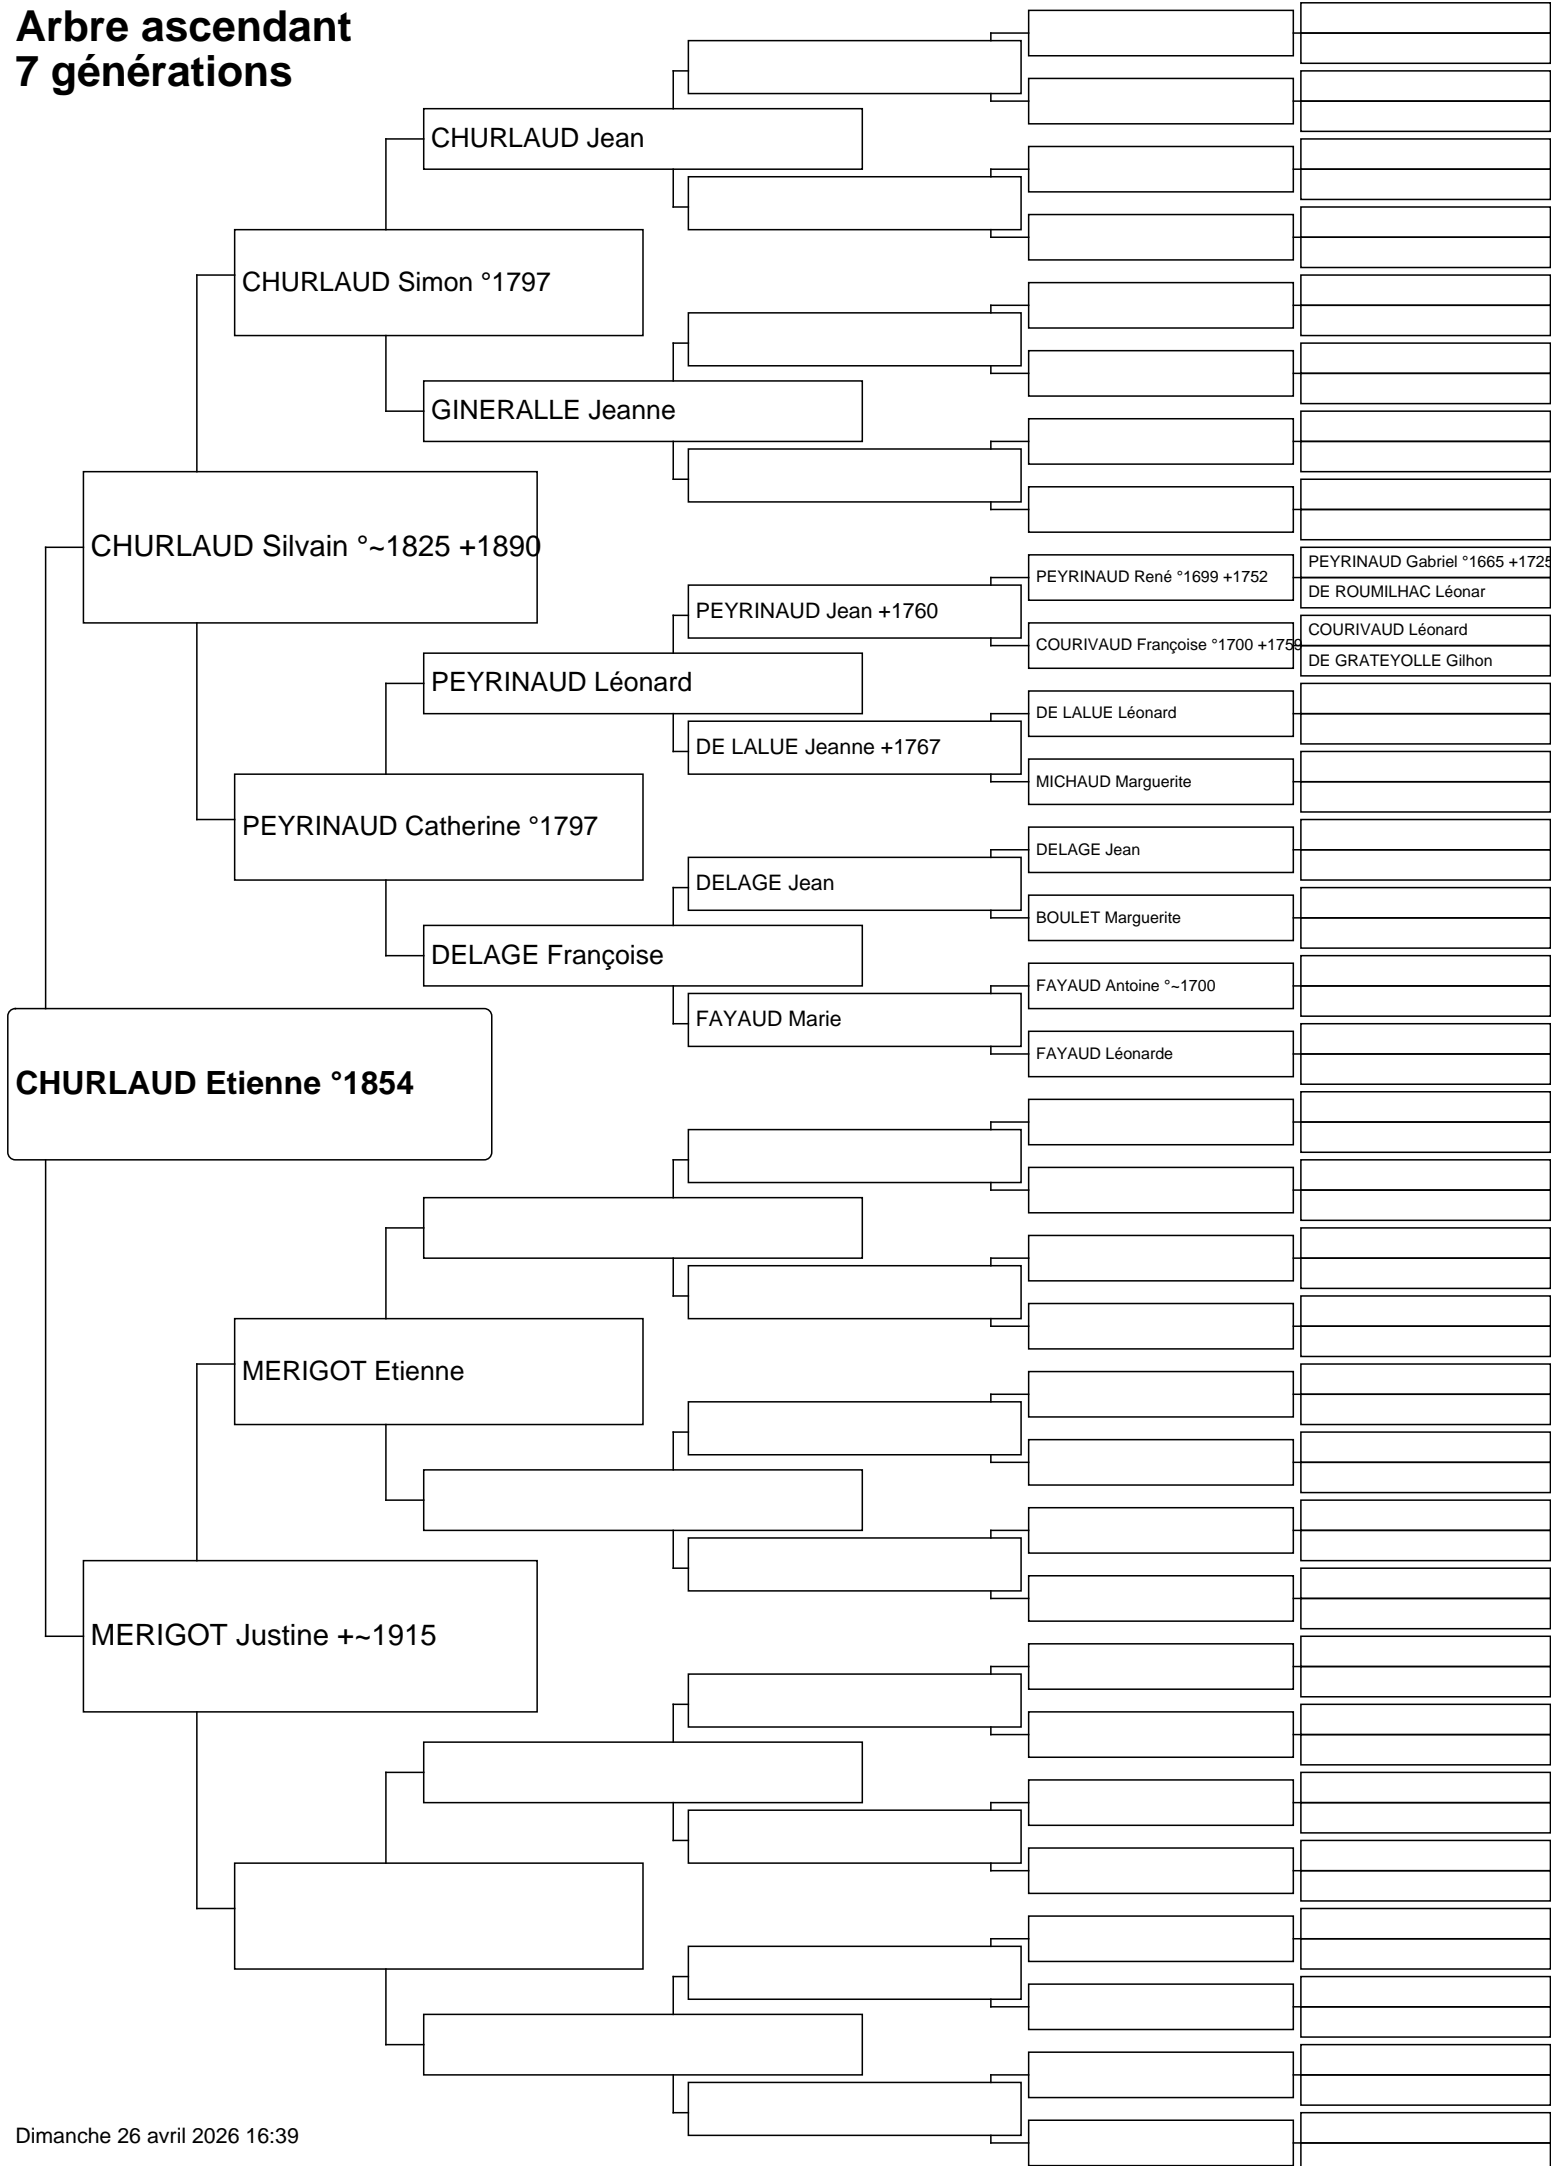 Arbre ascendant
7 générations
CHURLAUD Jean
CHURLAUD Simon °1797
GINERALLE Jeanne
CHURLAUD Silvain °~1825 +1890
PEYRINAUD Gabriel °1665 +1725
PEYRINAUD René °1699 +1752
DE ROUMILHAC Léonar
PEYRINAUD Jean +1760
COURIVAUD Léonard
COURIVAUD Françoise °1700 +1759
DE GRATEYOLLE Gilhon
PEYRINAUD Léonard
DE LALUE Léonard
DE LALUE Jeanne +1767
MICHAUD Marguerite
PEYRINAUD Catherine °1797
DELAGE Jean
DELAGE Jean
BOULET Marguerite
DELAGE Françoise
FAYAUD Antoine °~1700
FAYAUD Marie
FAYAUD Léonarde
CHURLAUD Etienne °1854
MERIGOT Etienne
MERIGOT Justine +~1915
Dimanche 26 avril 2026 16:39